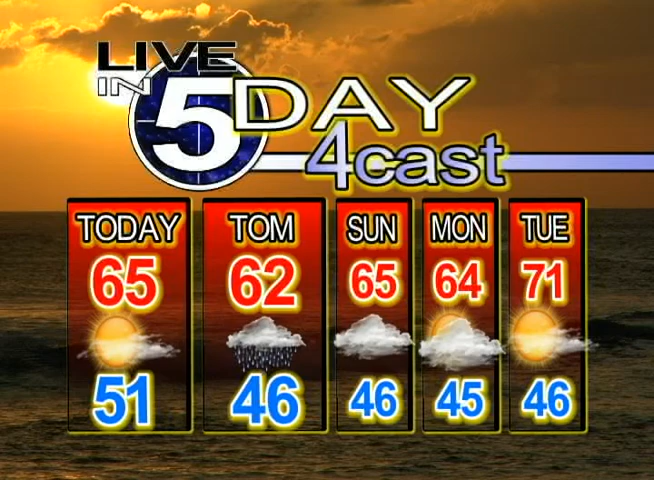 LIVE
IN 5 DAY
4cast
TODAY TOM SUN MON TUE
65 62 65 64 71
51 46 46 45 46